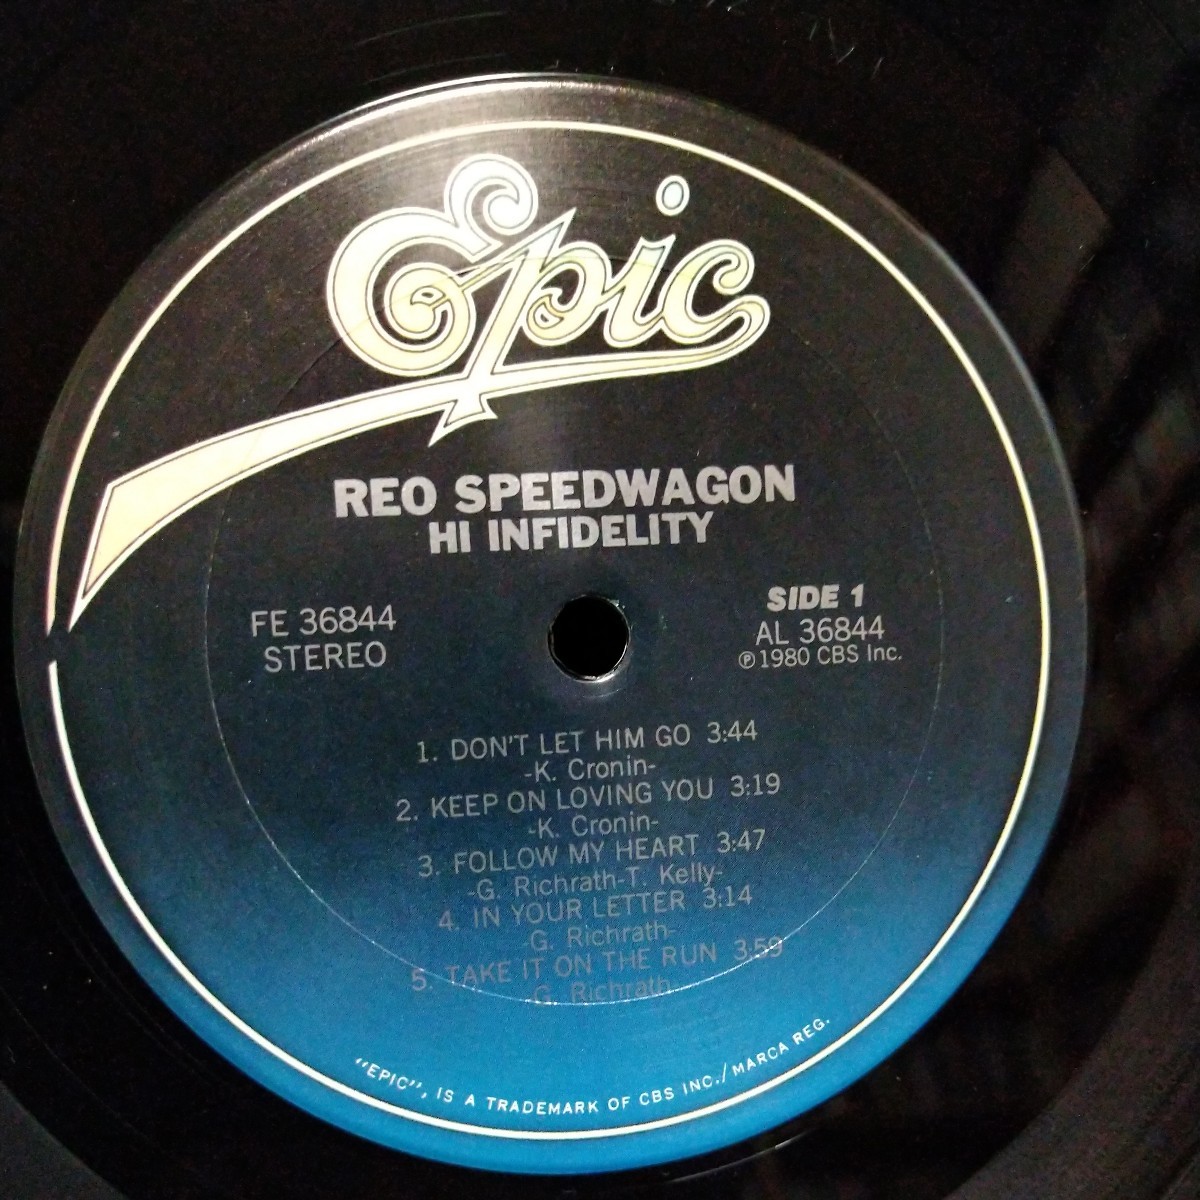 Epic
REO SPEEDWAGON
HI INFIDELITY
FE 36844
STEREO
SIDE 1
AL 36844
℗ 1980 CBS Inc.
1. DON'T LET HIM GO 3:44
-K. Cronin-
2. KEEP ON LOVING YOU 3:19
-K. Cronin-
3. FOLLOW MY HEART 3:47
-G. Richrath-T. Kelly-
4. IN YOUR LETTER 3:14
-G. Richrath-
5. TAKE IT ON THE RUN 3:59
-G. Richrath-
"EPIC", IS A TRADEMARK OF CBS INC./MARCA REG.